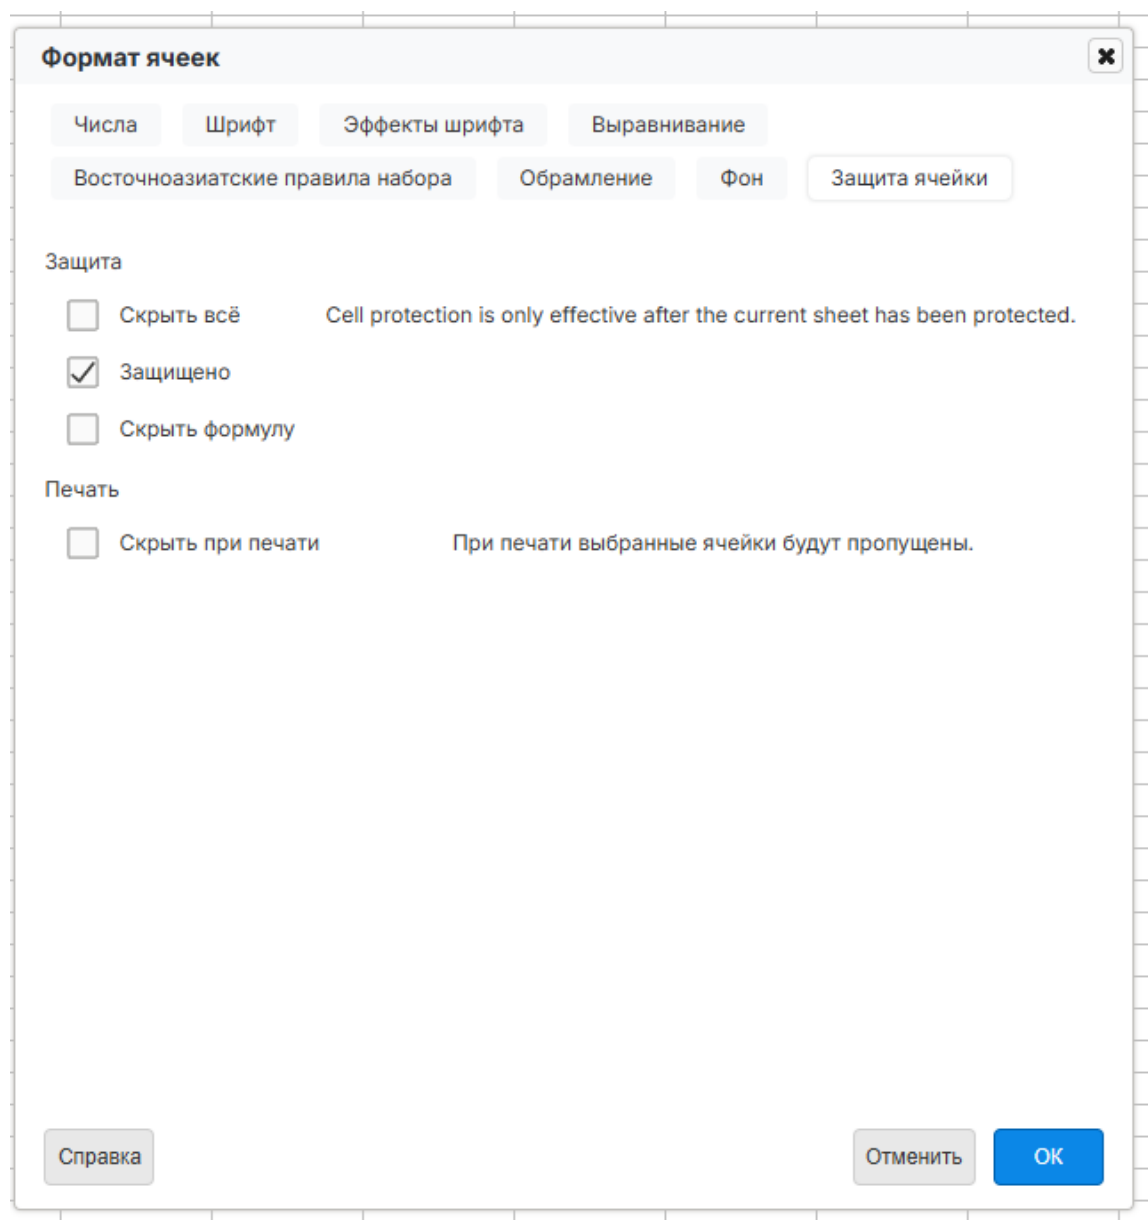 Формат ячеек
Числа Шрифт Эффекты шрифта Выравнивание
Восточноазиатские правила набора Обрамление Фон Защита ячейки
Защита
Скрыть всё Cell protection is only effective after the current sheet has been protected.
Защищено
Скрыть формулу
Печать
Скрыть при печати При печати выбранные ячейки будут пропущены.
Справка Отменить ОК